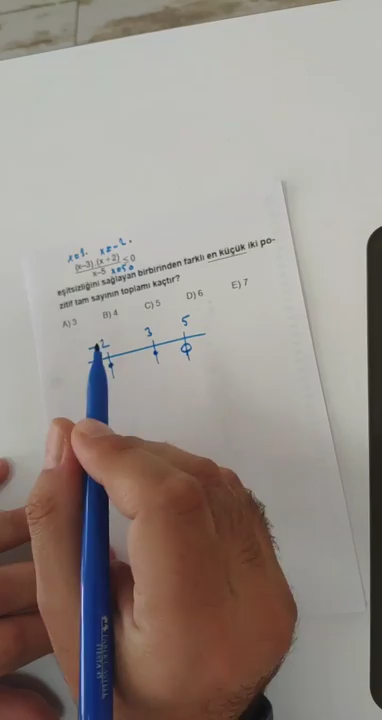 x=3. x=-2.
(x-3).(x+2)
≤0
x-5 x=5
eşitsizliğini sağlayan birbirinden farklı en küçük iki po-
zitif tam sayının toplamı kaçtır?
A) 3 B) 4 C) 5 D) 6 E) 7
-2 3 5